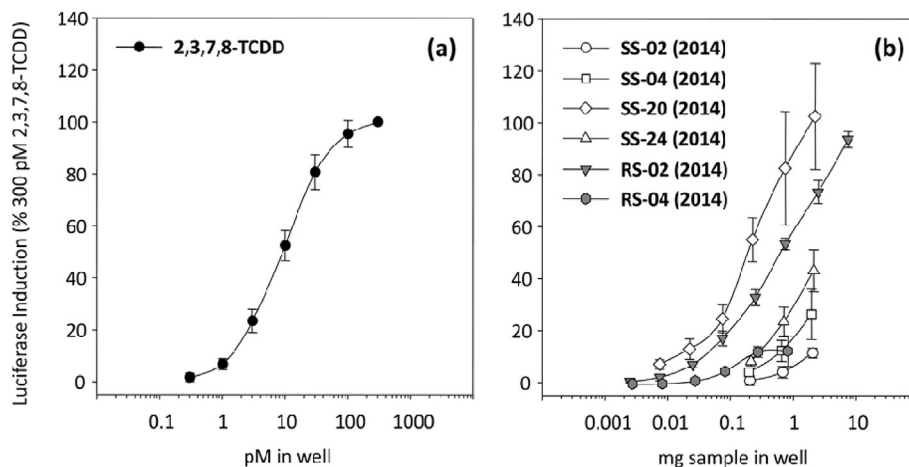 Luciferase Induction (% 300 pM 2,3,7,8-TCDD)
140
120
100
80
60
40
20
0
2,3,7,8-TCDD
(a)
0.1 1 10 100 1000
pM in well
140
120
100
80
60
40
20
0
SS-02 (2014)
SS-04 (2014)
SS-20 (2014)
SS-24 (2014)
RS-02 (2014)
RS-04 (2014)
(b)
0.001 0.01 0.1 1 10
mg sample in well